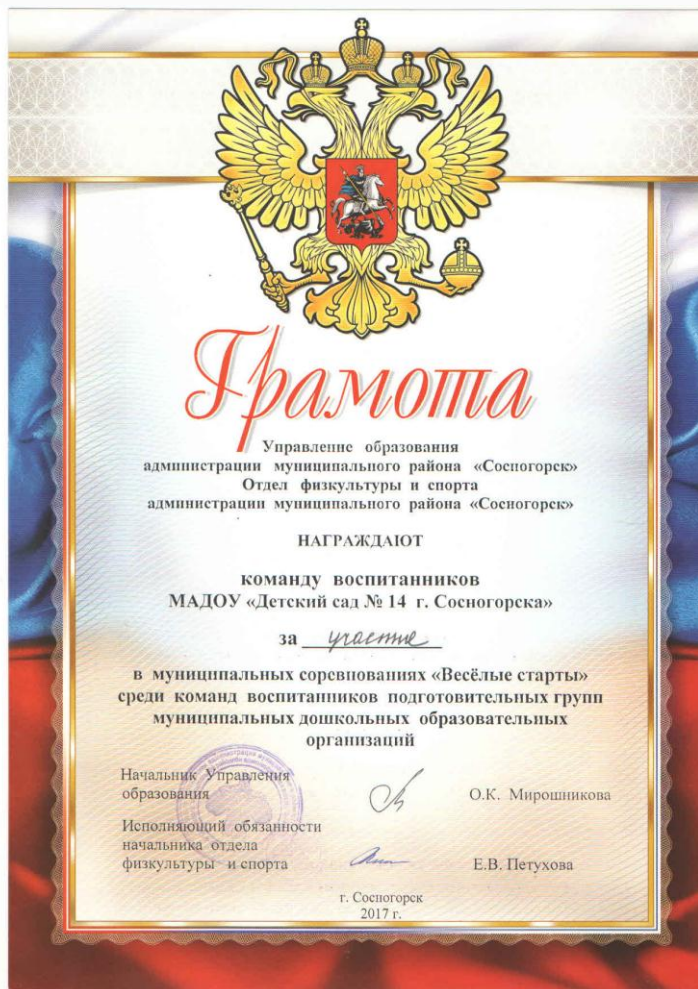 Грамота
Управление образования
администрации муниципального района «Сосногорск»
Отдел физкультуры и спорта
администрации муниципального района «Сосногорск»
НАГРАЖДАЮТ
команду воспитанников
МАДОУ «Детский сад № 14 г. Сосногорска»
за участие
в муниципальных соревнованиях «Весёлые старты»
среди команд воспитанников подготовительных групп
муниципальных дошкольных образовательных
организаций
Начальник Управления
образования
О.К. Мирошникова
Исполняющий обязанности
начальника отдела
физкультуры и спорта
Е.В. Петухова
г. Сосногорск
2017 г.